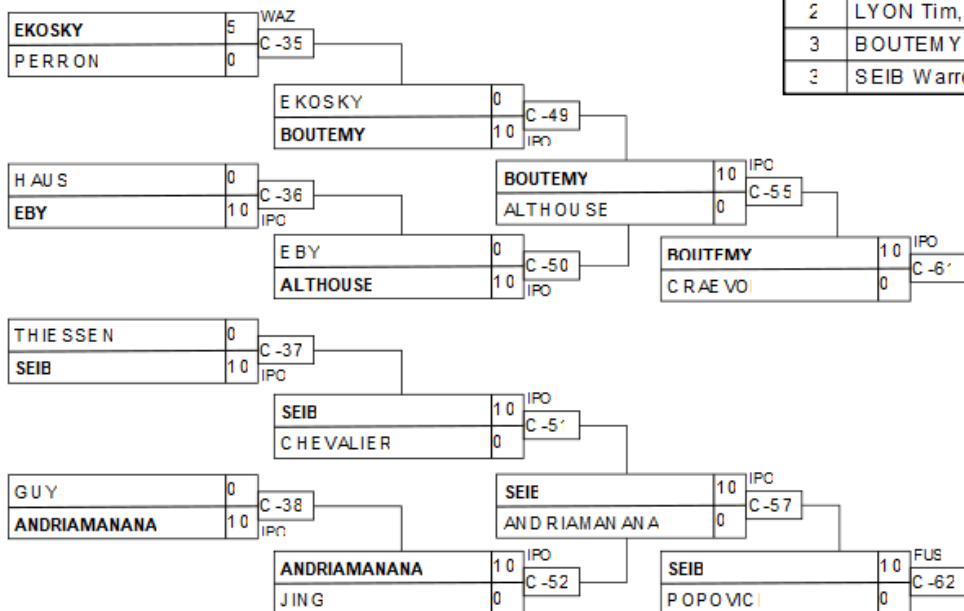 WAZ
EKOSKY 5
C-35
PERRON 0
2 LYON Tim,
3 BOUTEMY
3 SEIB Warre
EKOSKY 0
C-49
BOUTEMY 10
IPO
HAUS 0
C-36
EBY 10
IPO
IPO
BOUTEMY 10
C-55
ALTHOUSE 0
EBY 0
C-50
ALTHOUSE 10
IPO
IPO
BOUTEMY 10
C-61
CRAEVOI 0
THIESSEN 0
C-37
SEIB 10
IPO
IPO
SEIB 10
C-51
CHEVALIER 0
GUY 0
C-38
ANDRIAMANANA 10
IPO
IPO
SEIB 10
C-57
ANDRIAMANANA 0
IPO
ANDRIAMANANA 10
C-52
JING 0
FUS
SEIB 10
C-62
POPOVICI 0